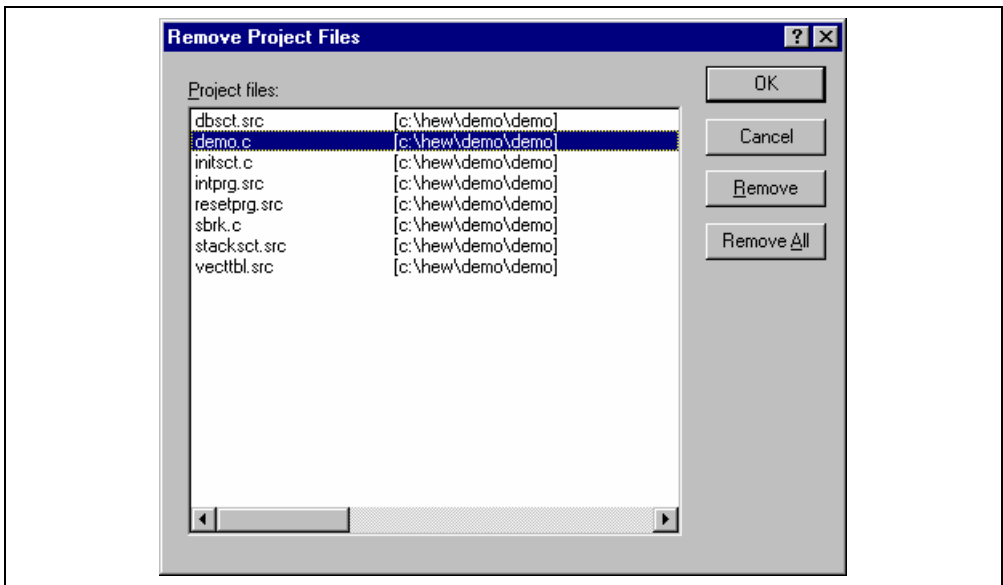 Remove Project Files
Project files:
dbsct.src [c:\hew\demo\demo]
demo.c [c:\hew\demo\demo]
initsct.c [c:\hew\demo\demo]
intprg.src [c:\hew\demo\demo]
resetprg.src [c:\hew\demo\demo]
sbrk.c [c:\hew\demo\demo]
stacksct.src [c:\hew\demo\demo]
vecttbl.src [c:\hew\demo\demo]
OK
Cancel
Remove
Remove All